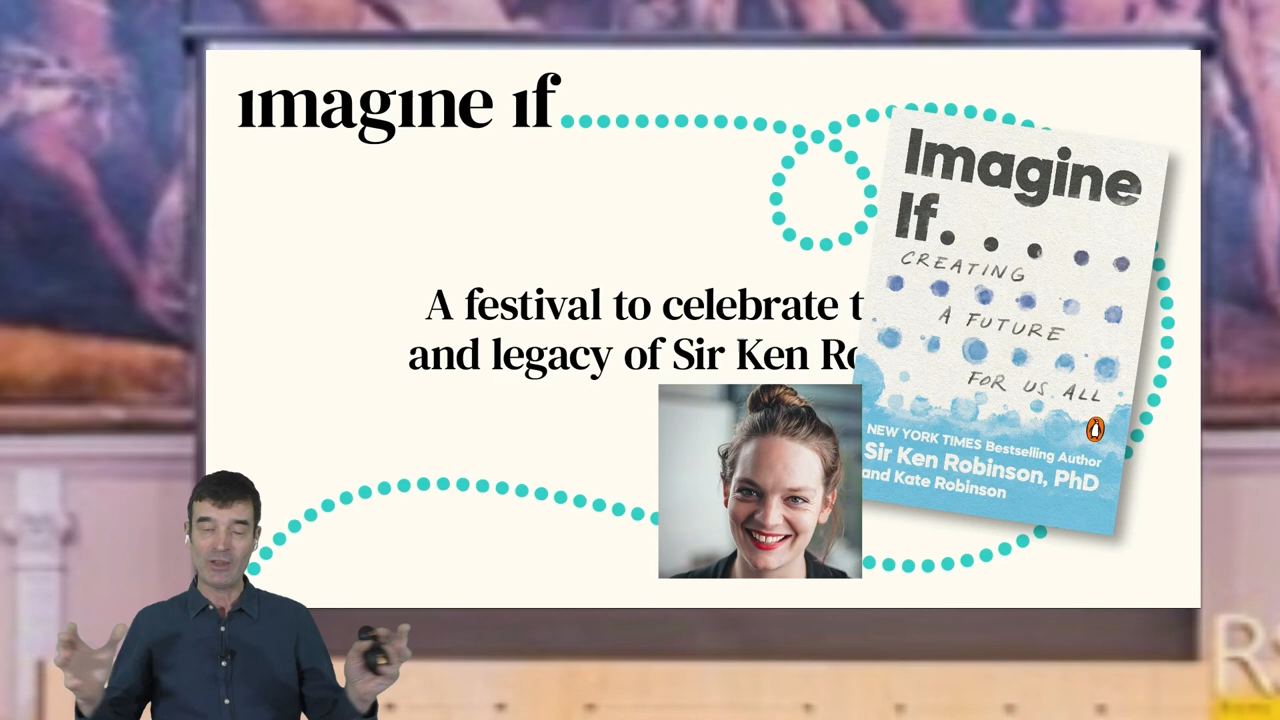 imagine if
A festival to celebrate t
and legacy of Sir Ken Ro
Imagine
If...
CREATING
A FUTURE
FOR US ALL
NEW YORK TIMES Bestselling Author
Sir Ken Robinson, PhD
and Kate Robinson
R